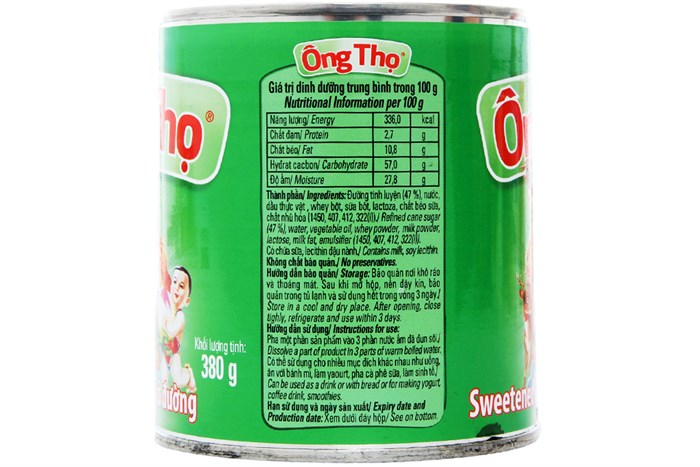 Ông Thọ®
Giá trị dinh dưỡng trung bình trong 100 g
Nutritional Information per 100 g
Năng lượng/ Energy 336,0 kcal
Chất đạm/ Protein 2,7 g
Chất béo/ Fat 10,8 g
Hydrat cacbon/ Carbohydrate 57,0 g
Độ ẩm/ Moisture 27,8 g
Thành phần/ Ingredients: Đường tinh luyện (47 %), nước,
dầu thực vật , whey bột, sữa bột, lactoza, chất béo sữa,
chất nhũ hóa (1450, 407, 412, 322(i))./ Refined cane sugar
(47 %), water, vegetable oil, whey powder, milk powder,
lactose, milk fat, emulsifier (1450, 407, 412, 322(i)).
Có chứa sữa, lecithin đậu nành./ Contains milk, soy lecithin.
Không chất bảo quản./ No preservatives.
Hướng dẫn bảo quản/ Storage: Bảo quản nơi khô ráo
và thoáng mát. Sau khi mở hộp, nên đậy kín, bảo
quản trong tủ lạnh và sử dụng hết trong vòng 3 ngày./
Store in a cool and dry place. After opening, close
tighly, refrigerate and use within 3 days.
Hướng dẫn sử dụng/ Instructions for use:
Pha một phần sản phẩm vào 3 phần nước ấm đã đun sôi./
Dissolve a part of product in 3 parts of warm boiled water.
Có thể sử dụng cho nhiều mục đích khác nhau như uống,
ăn với bánh mì, làm yaourt, pha cà phê sữa, làm sinh tố./
Can be used as a drink or with bread or for making yogurt,
coffee drink, smoothies.
Hạn sử dụng và ngày sản xuất/ Expiry date and
Production date: Xem dưới đáy hộp/ See on bottom.
Thọ®
Khối lượng tịnh:
380 g
đường
Ô
Sweetene